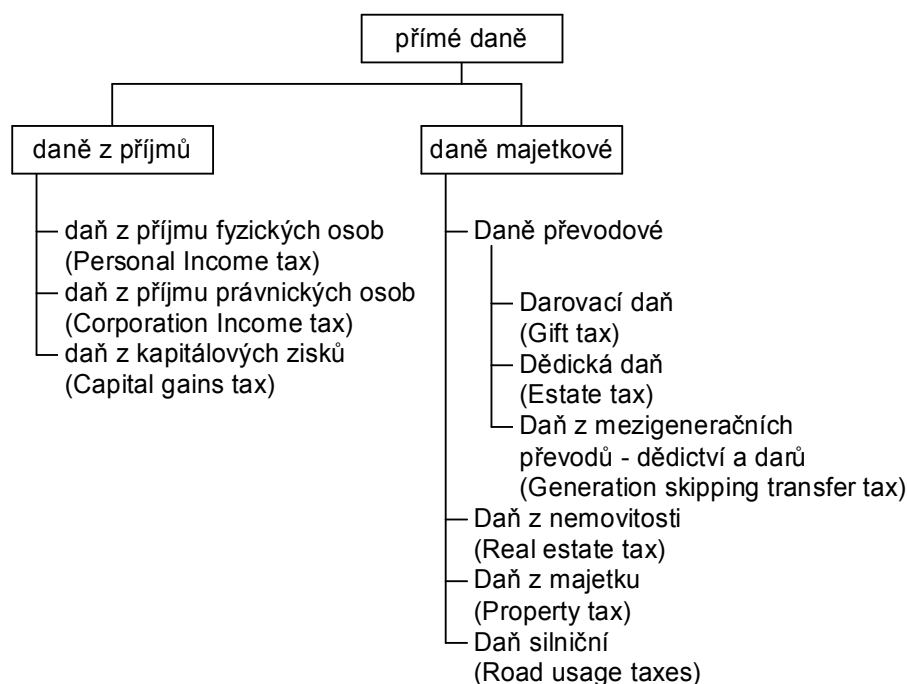 přímé daně
daně z příjmů
daň z příjmu fyzických osob
(Personal Income tax)
daň z příjmu právnických osob
(Corporation Income tax)
daň z kapitálových zisků
(Capital gains tax)
daně majetkové
Daně převodové
Darovací daň
(Gift tax)
Dědická daň
(Estate tax)
Daň z mezigeneračních
převodů - dědictví a darů
(Generation skipping transfer tax)
Daň z nemovitosti
(Real estate tax)
Daň z majetku
(Property tax)
Daň silniční
(Road usage taxes)